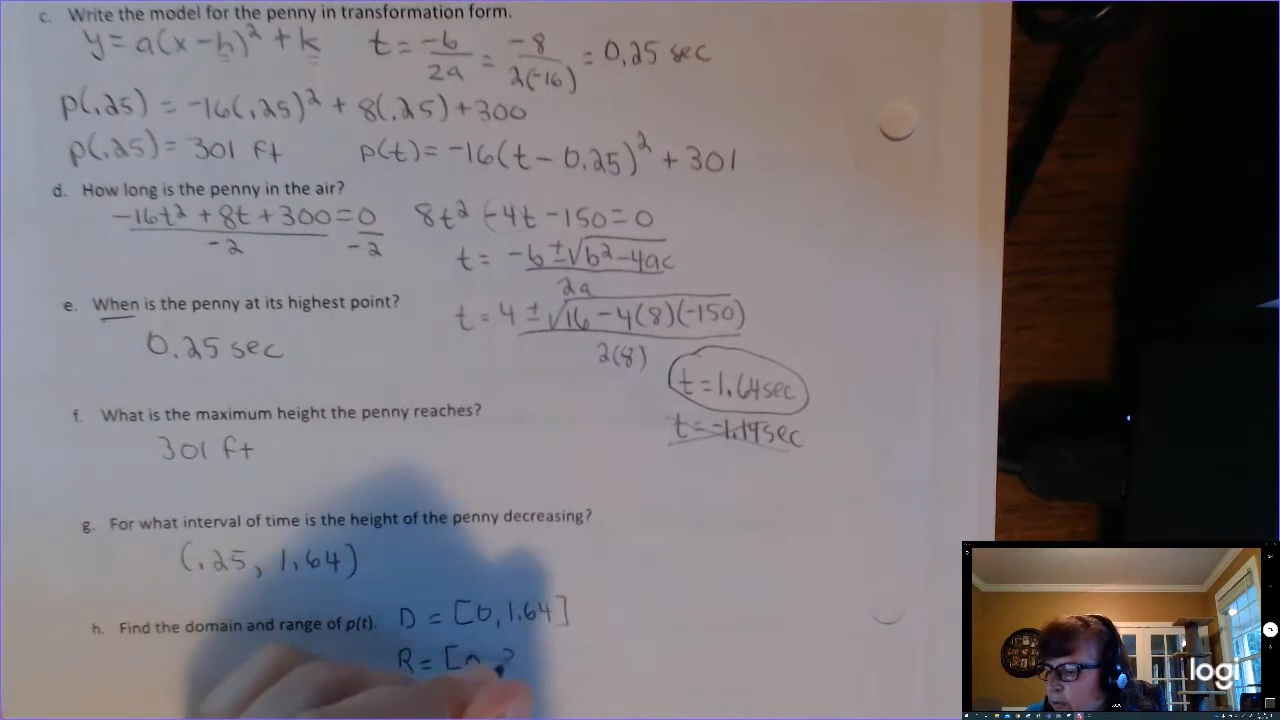 c. Write the model for the penny in transformation form.
y = a(x - h)² + k t = -b/2a = -8/2(-16) = 0.25 sec
p(.25) = -16(.25)² + 8(.25) + 300
p(.25) = 301 ft p(t) = -16(t - 0.25)² + 301
d. How long is the penny in the air?
-16t² + 8t + 300 = 0 8t² - 4t - 150 = 0
-2 -2
t = -b ± √b² - 4ac
2a
e. When is the penny at its highest point?
t = 4 ± √16 - 4(8)(-150)
2(8)
0.25 sec
t = 1.64 sec
f. What is the maximum height the penny reaches?
t = -1.14 sec
301 ft
g. For what interval of time is the height of the penny decreasing?
(.25, 1.64)
h. Find the domain and range of p(t). D = [0, 1.64]
R = [
logi